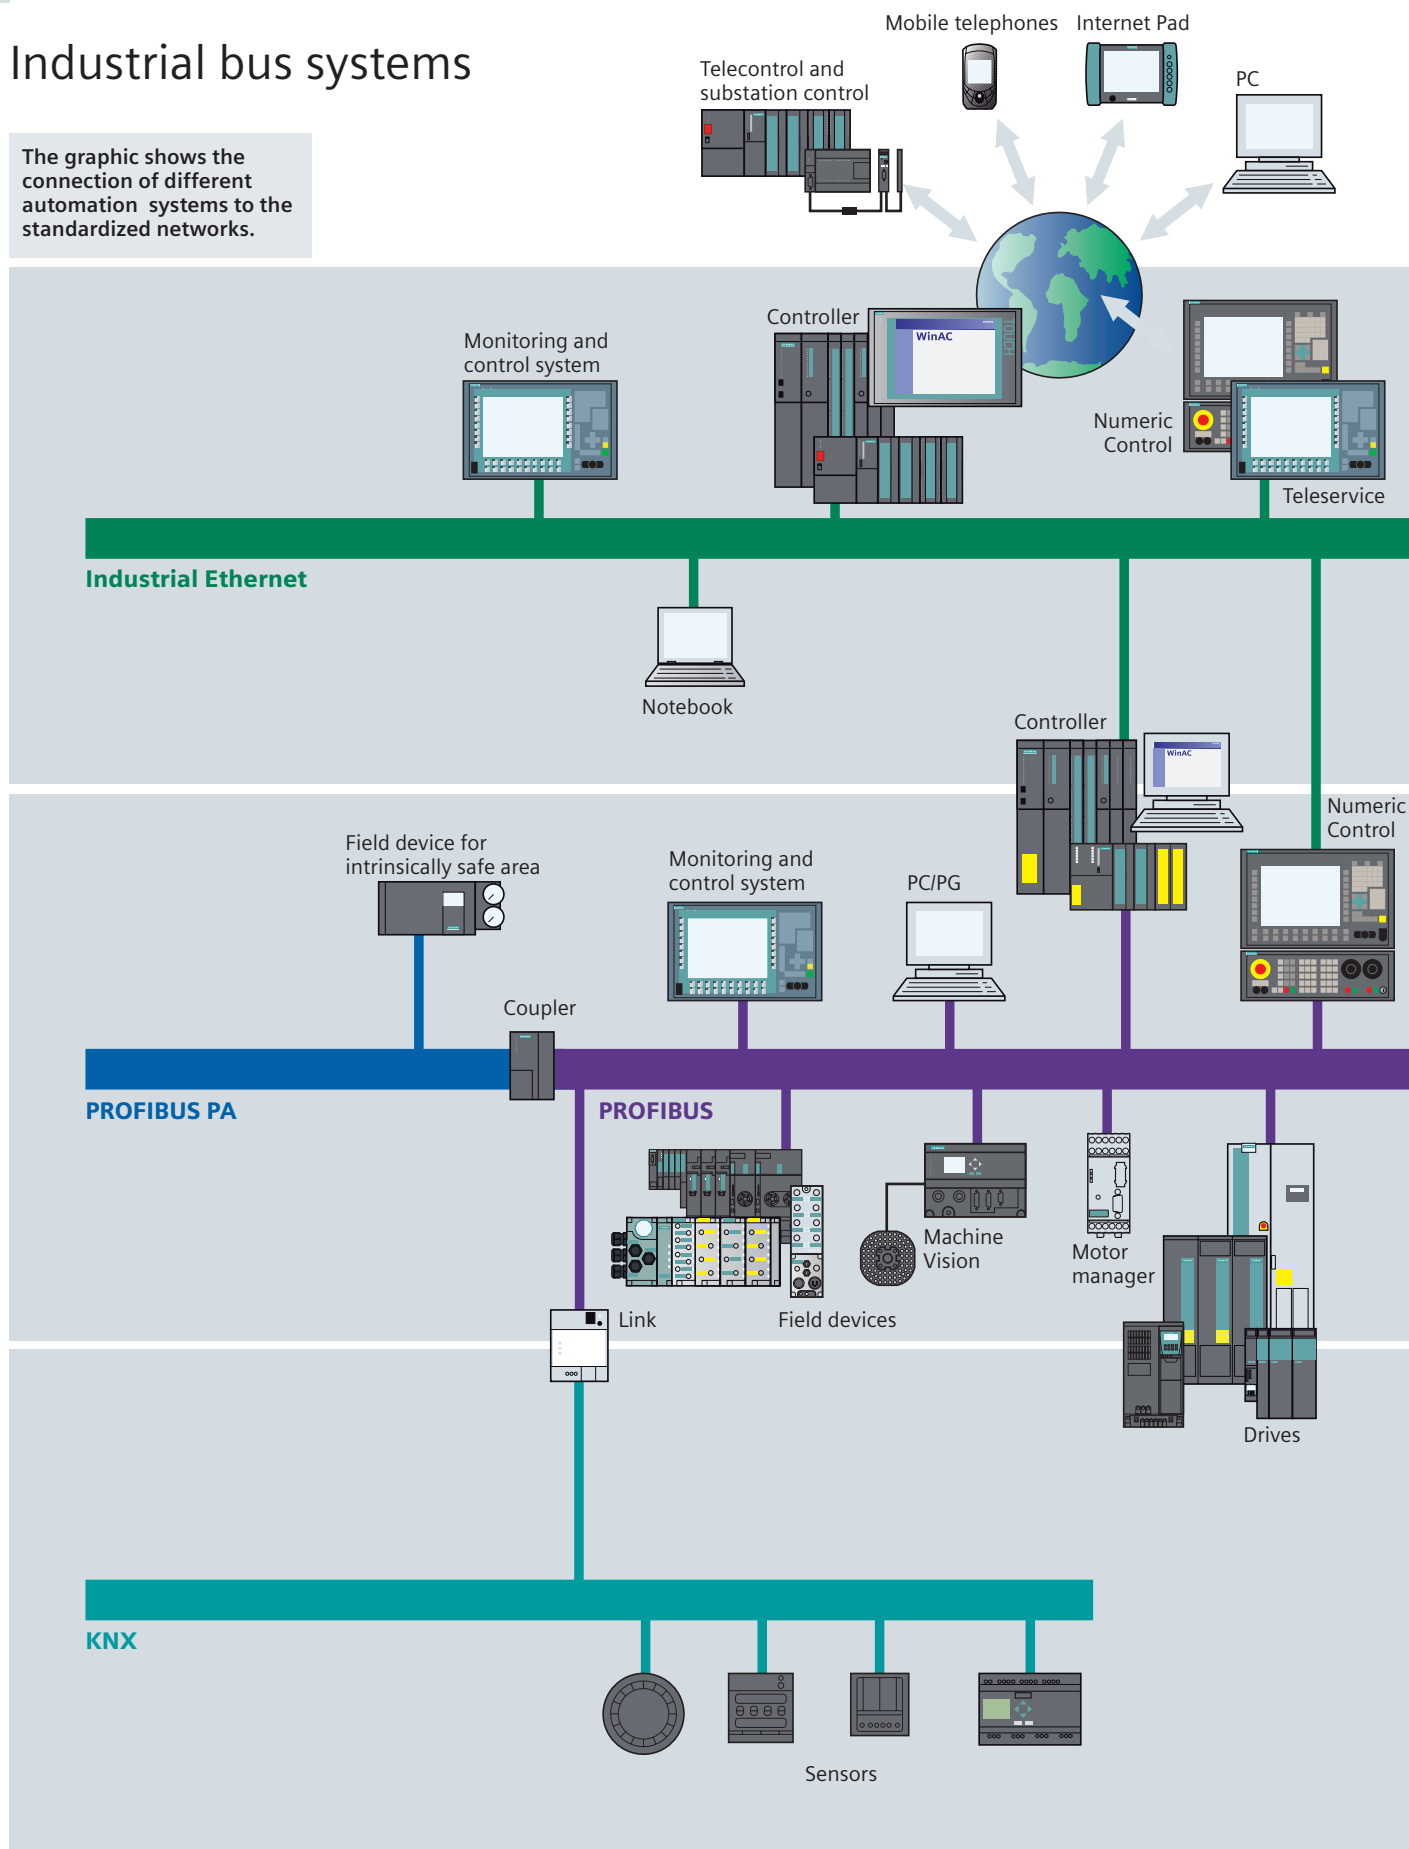 Industrial bus systems
The graphic shows the
connection of different
automation systems to the
standardized networks.
Mobile telephones
Internet Pad
Telecontrol and
substation control
PC
Monitoring and
control system
Controller
WinAC
TOUCH
Numeric
Control
Teleservice
Industrial Ethernet
Notebook
Controller
WinAC
Numeric
Control
Field device for
intrinsically safe area
Monitoring and
control system
PC/PG
Coupler
PROFIBUS PA
PROFIBUS
Machine
Vision
Motor
manager
Link
Field devices
Drives
KNX
Sensors